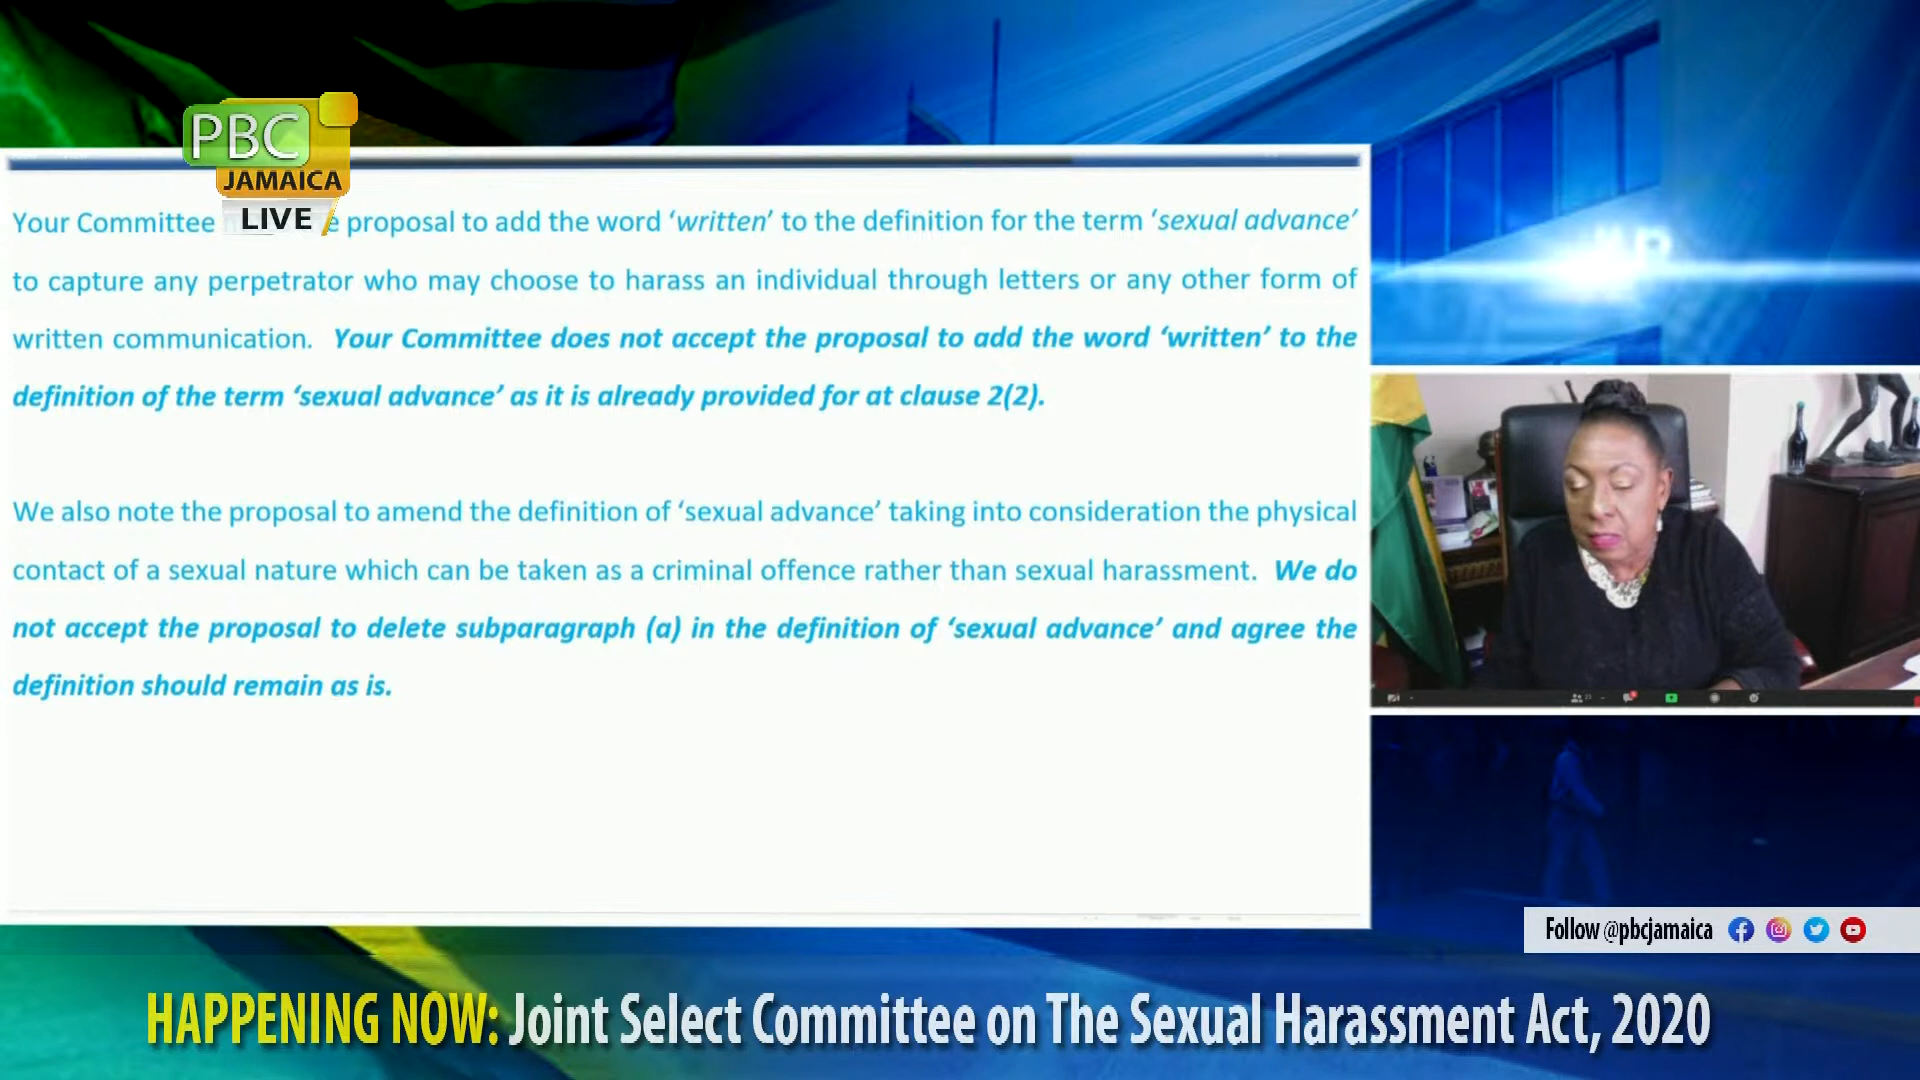 PBC
JAMAICA
LIVE
Your Committee e proposal to add the word ‘written’ to the definition for the term ‘sexual advance’
to capture any perpetrator who may choose to harass an individual through letters or any other form of
written communication. Your Committee does not accept the proposal to add the word ‘written’ to the
definition of the term ‘sexual advance’ as it is already provided for at clause 2(2).
We also note the proposal to amend the definition of ‘sexual advance’ taking into consideration the physical
contact of a sexual nature which can be taken as a criminal offence rather than sexual harassment. We do
not accept the proposal to delete subparagraph (a) in the definition of ‘sexual advance’ and agree the
definition should remain as is.
Follow @pbcjamaica
HAPPENING NOW: Joint Select Committee on The Sexual Harassment Act, 2020